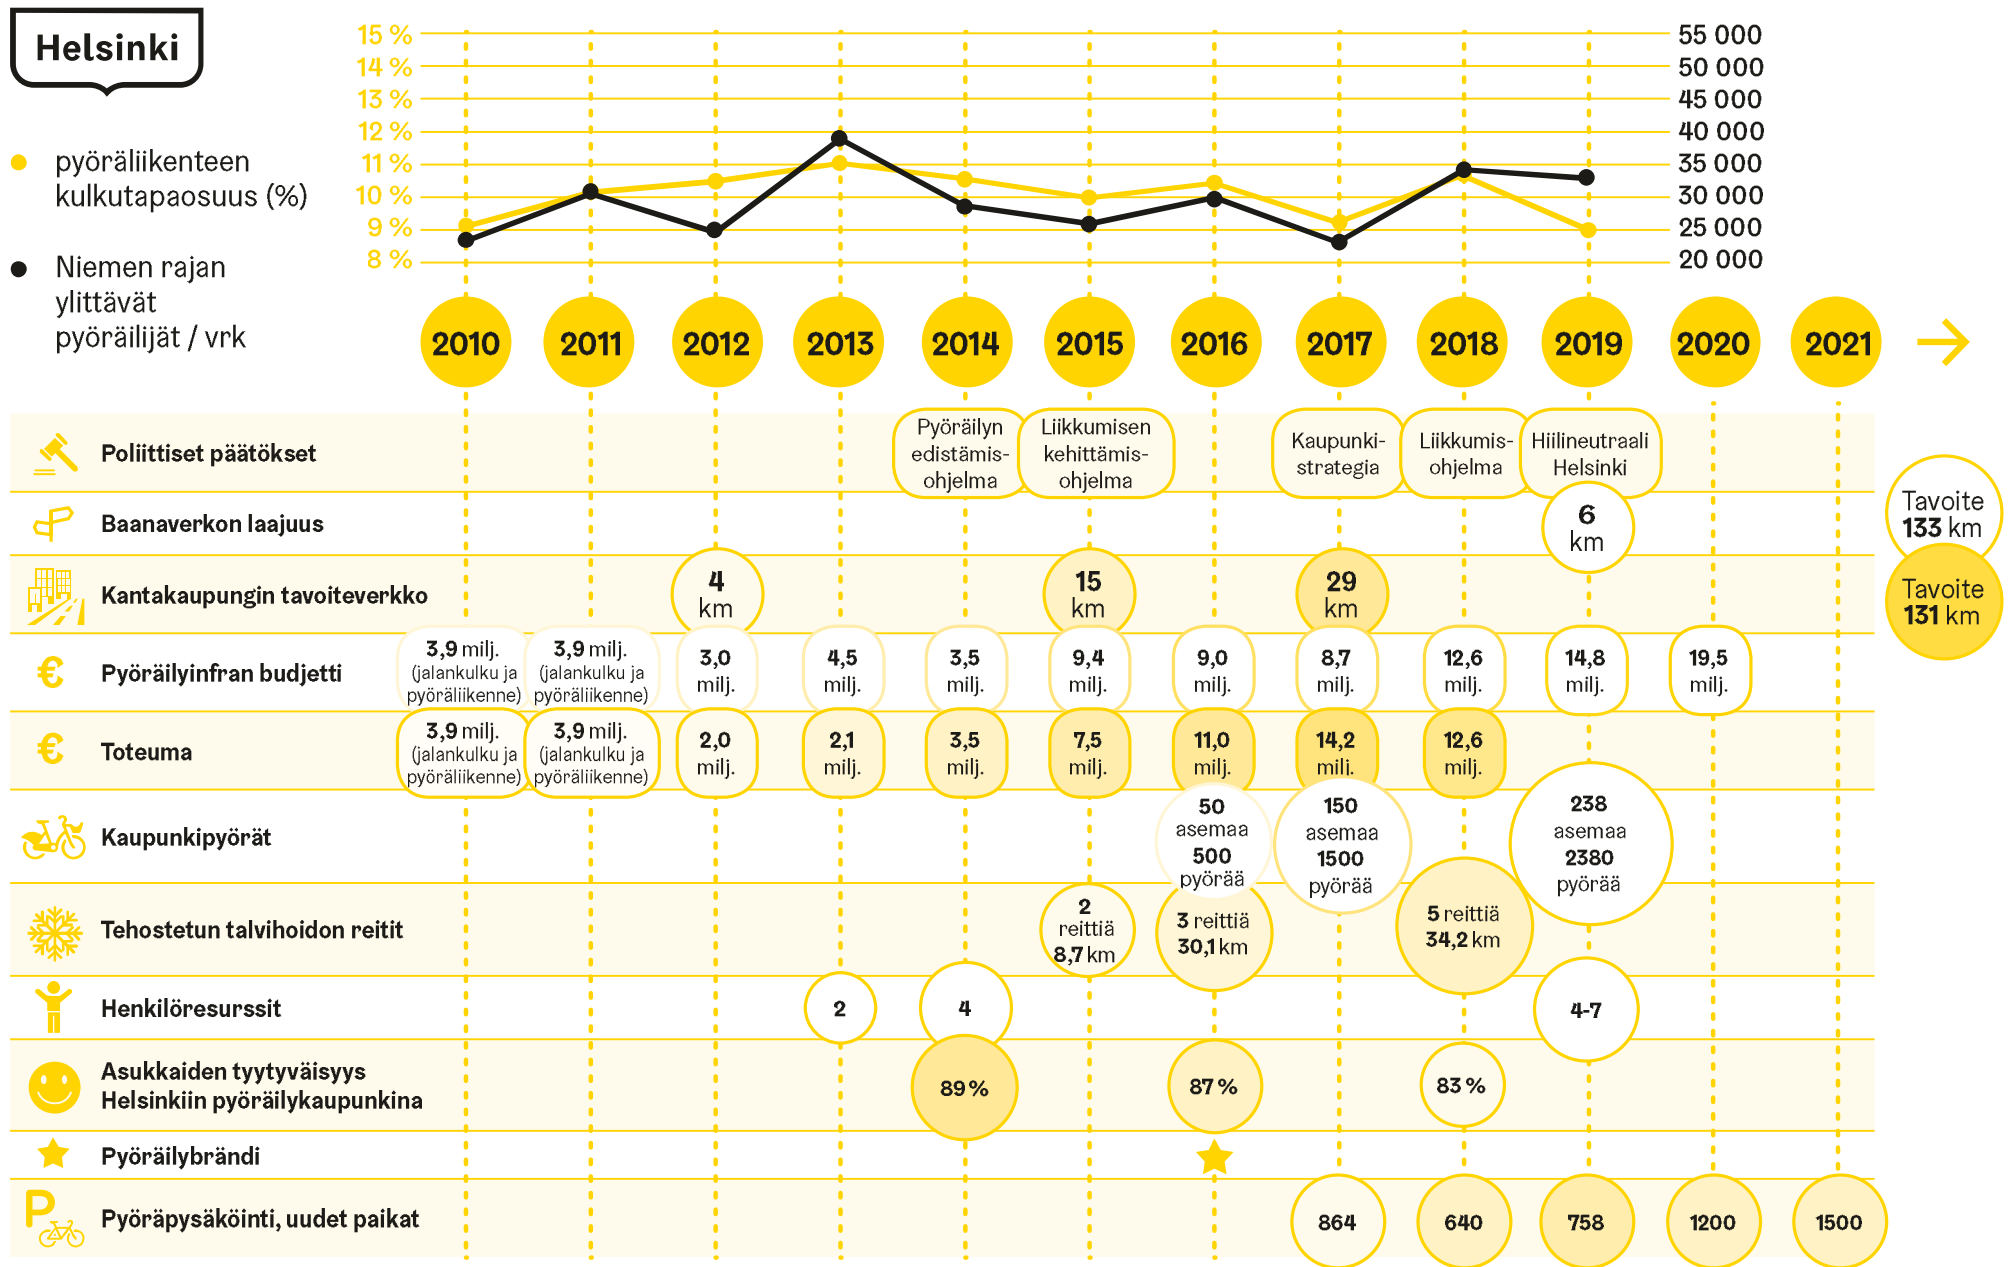 Helsinki
15 %
14 %
13 %
12 %
11 %
10 %
9 %
8 %
55 000
50 000
45 000
40 000
35 000
30 000
25 000
20 000
pyöräliikenteen
kulkutapaosuus (%)
Niemen rajan
ylittävät
pyöräilijät / vrk
2010 2011 2012 2013 2014 2015 2016 2017 2018 2019 2020 2021
Poliittiset päätökset
Pyöräilyn
edistämis-
ohjelma
Liikkumisen
kehittämis-
ohjelma
Kaupunki-
strategia
Liikkumis-
ohjelma
Hiilineutraali
Helsinki
Baanaverkon laajuus
6
km
Tavoite
133 km
Kantakaupungin tavoiteverkko
4
km
15
km
29
km
Tavoite
131 km
Pyöräilyinfran budjetti
3,9 milj.
(jalankulku ja
pyöräliikenne)
3,9 milj.
(jalankulku ja
pyöräliikenne)
3,0
milj.
4,5
milj.
3,5
milj.
9,4
milj.
9,0
milj.
8,7
milj.
12,6
milj.
14,8
milj.
19,5
milj.
Toteuma
3,9 milj.
(jalankulku ja
pyöräliikenne)
3,9 milj.
(jalankulku ja
pyöräliikenne)
2,0
milj.
2,1
milj.
3,5
milj.
7,5
milj.
11,0
milj.
14,2
milj.
12,6
milj.
Kaupunkipyörät
50
asemaa
500
pyörää
150
asemaa
1500
pyörää
238
asemaa
2380
pyörää
Tehostetun talvihoidon reitit
2
reittiä
8,7 km
3 reittiä
30,1 km
5 reittiä
34,2 km
Henkilöresurssit
2
4
4-7
Asukkaiden tyytyväisyys
Helsinkiin pyöräilykaupunkina
89 %
87 %
83 %
Pyöräilybrändi
P
Pyöräpysäköinti, uudet paikat
864
640
758
1200
1500